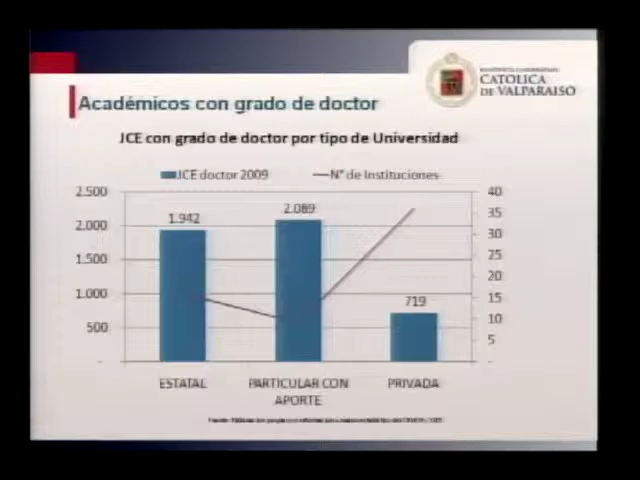 CATOLICA
DE VALPARAISO
Académicos con grado de doctor
JCE con grado de doctor por tipo de Universidad
JCE doctor 2009
N° de Instituciones
2.500
2.000
1.500
1.000
500
-
1.942
2.089
719
40
35
30
25
20
15
10
5
-
ESTATAL
PARTICULAR CON
APORTE
PRIVADA